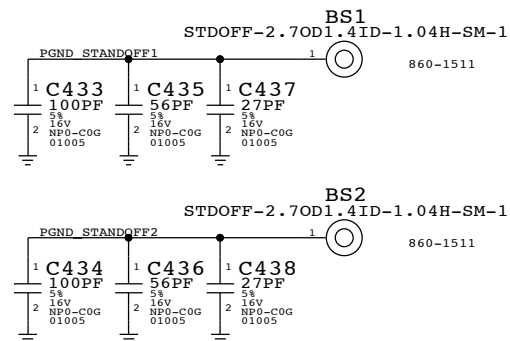 BS1
STDOFF-2.7OD1.4ID-1.04H-SM-1
PGND_STANDOFF1
1
860-1511
1 C433
100PF
5%
2 16V
NP0-C0G
01005
1 C435
56PF
5%
2 16V
NP0-C0G
01005
1 C437
27PF
5%
2 16V
NP0-C0G
01005
BS2
STDOFF-2.7OD1.4ID-1.04H-SM-1
PGND_STANDOFF2
1
860-1511
1 C434
100PF
5%
2 16V
NP0-C0G
01005
1 C436
56PF
5%
2 16V
NP0-C0G
01005
1 C438
27PF
5%
2 16V
NP0-C0G
01005